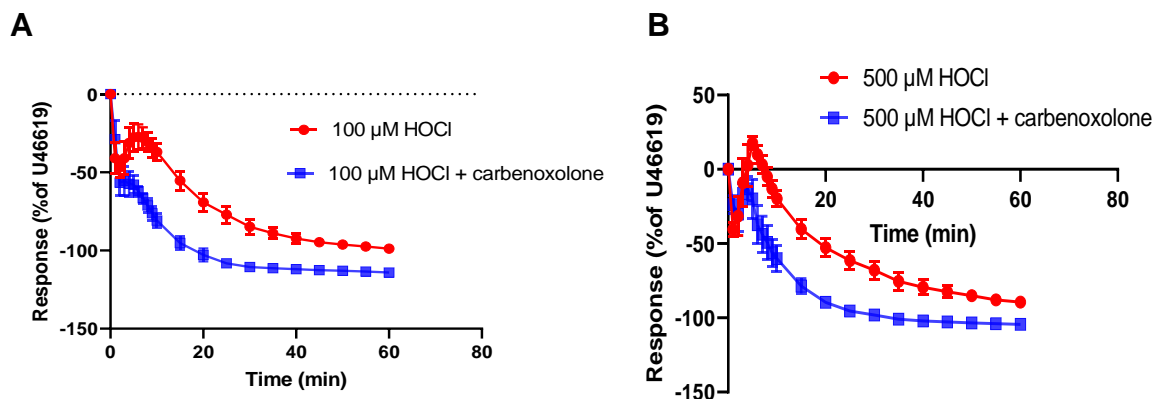 A
Response (%of U46619)
0
-50
-100
-150
0
20
40
60
80
Time (min)
100 µM HOCl
100 µM HOCl + carbenoxolone
B
Response (%of U46619)
50
0
-50
-100
-150
20
40
60
80
Time (min)
500 µM HOCl
500 µM HOCl + carbenoxolone